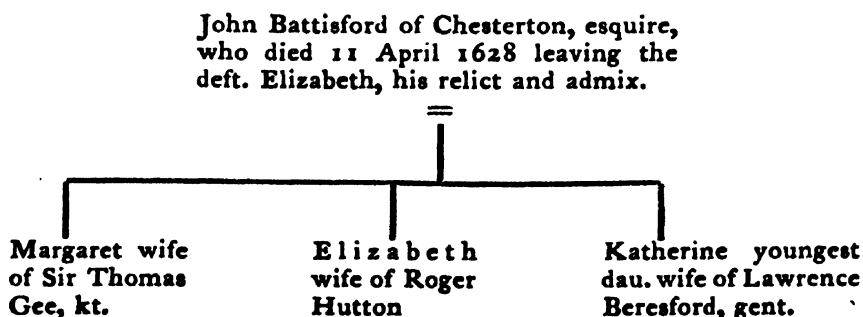 John Battisford of Chesterton, esquire,
who died 11 April 1628 leaving the
deft. Elizabeth, his relict and admix.
=
Margaret wife
of Sir Thomas
Gee, kt.
Elizabeth
wife of Roger
Hutton
Katherine youngest
dau. wife of Lawrence
Beresford, gent.